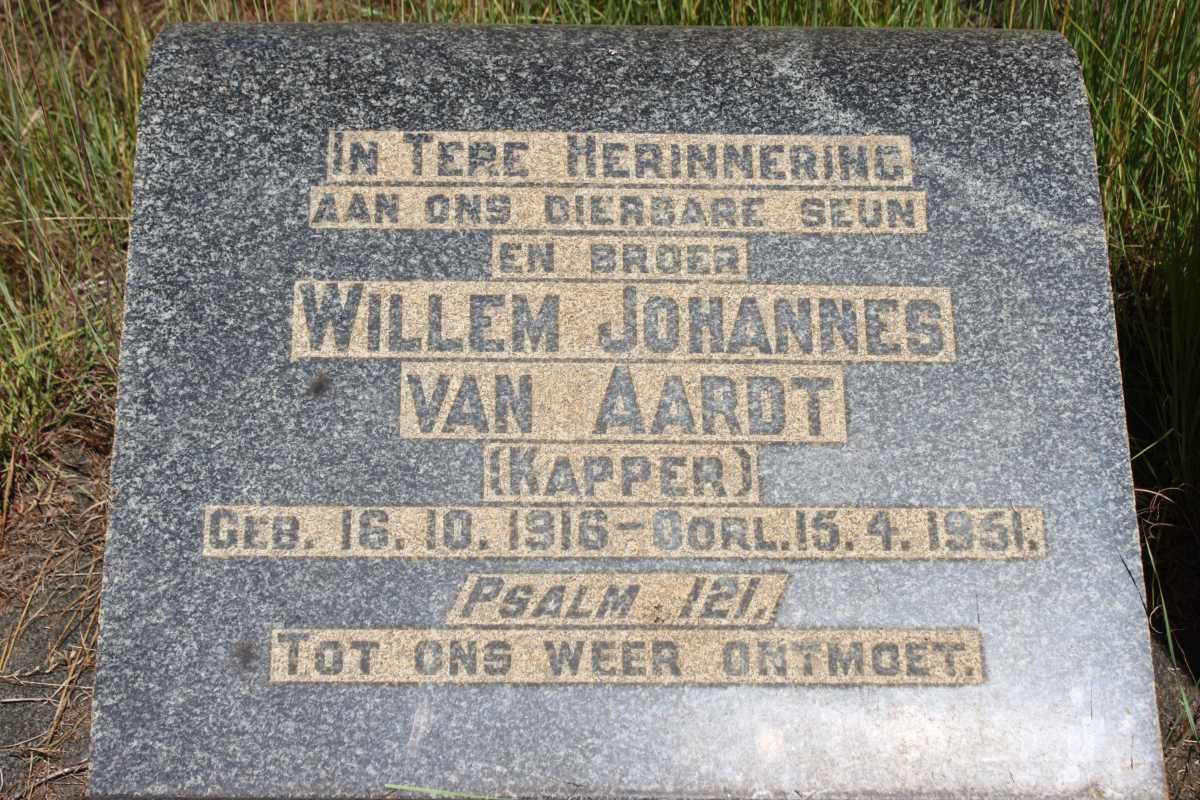 In Tere Herinnering
aan ons dierbare seun
en broer
Willem Johannes
van Aardt
(Kapper)
Geb. 16. 10. 1916 - Oorl. 15. 4. 1951.
Psalm 121.
Tot ons weer ontmoet.